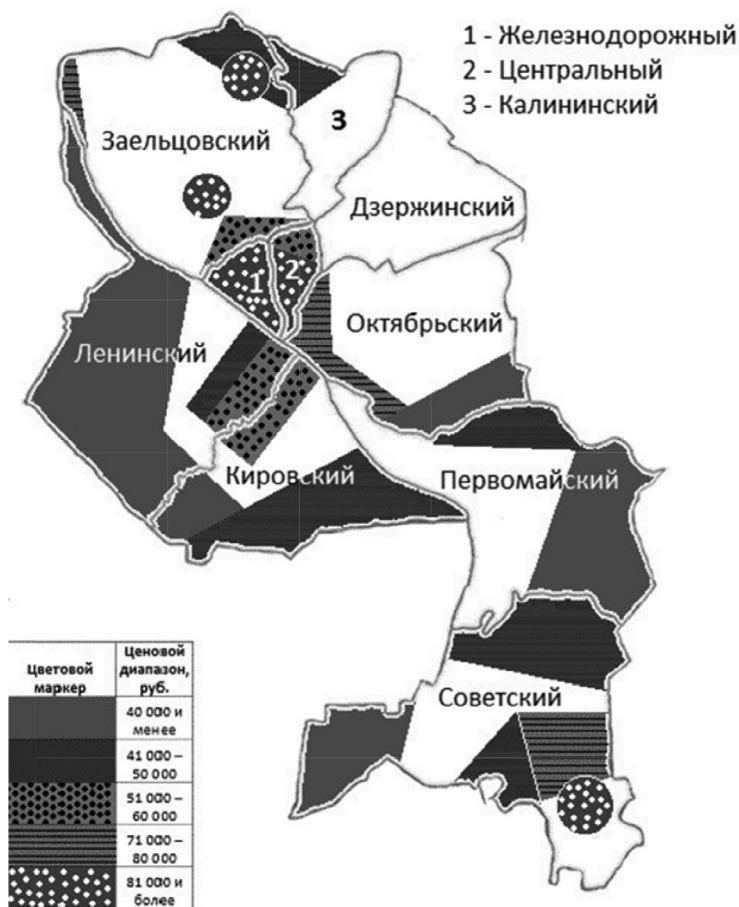 1 - Железнодорожный
2 - Центральный
3 - Калининский
3
Заельцовский
Дзержинский
1
2
Октябрьский
Ленинский
Кировский
Первомайский
Советский
Цветовой
маркер
Ценовой
диапазон,
руб.
40 000 и
менее
41 000 –
50 000
51 000 –
60 000
71 000 –
80 000
81 000 и
более